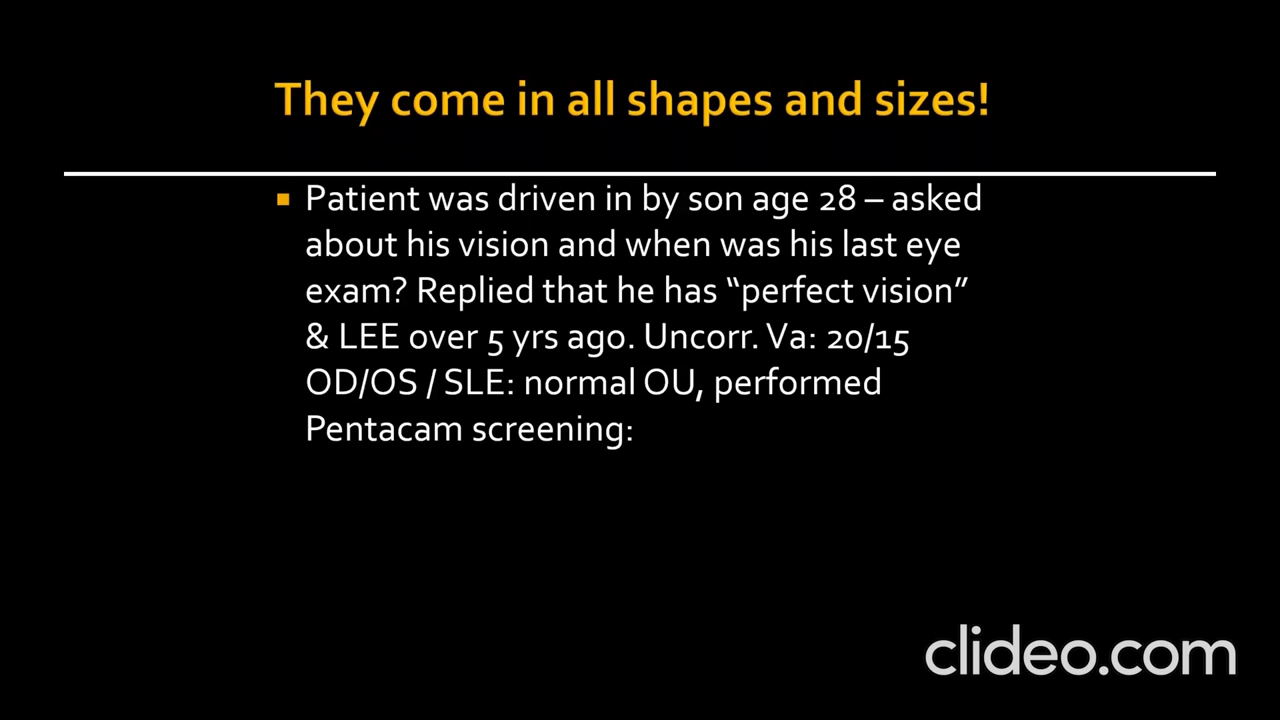 They come in all shapes and sizes!
▪ Patient was driven in by son age 28 – asked
about his vision and when was his last eye
exam? Replied that he has “perfect vision”
& LEE over 5 yrs ago. Uncorr. Va: 20/15
OD/OS / SLE: normal OU, performed
Pentacam screening:
clideo.com